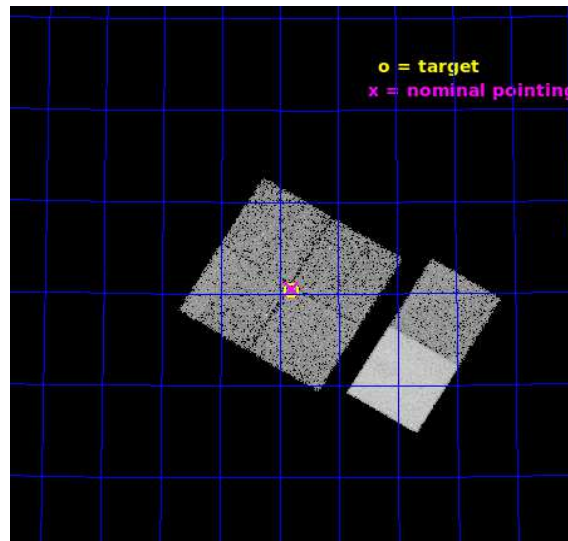 o = target
x = nominal pointing